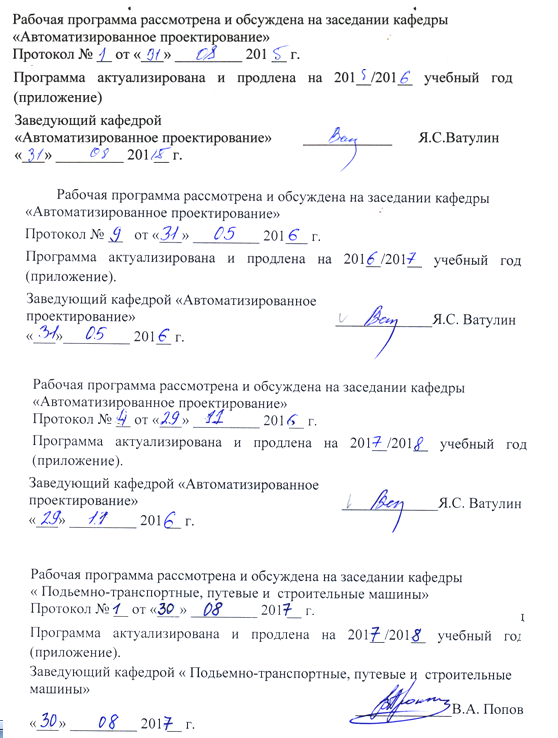 Рабочая программа рассмотрена и обсуждена на заседании кафедры
«Автоматизированное проектирование»
Протокол № 1 от «31» 08 2015 г.
Программа актуализирована и продлена на 2015/2016 учебный год
(приложение)
Заведующий кафедрой
«Автоматизированное проектирование» Я.С.Ватулин
«31» 08 2015 г.
Рабочая программа рассмотрена и обсуждена на заседании кафедры
«Автоматизированное проектирование»
Протокол № 9 от «31» 05 2016 г.
Программа актуализирована и продлена на 2016/2017 учебный год
(приложение).
Заведующий кафедрой «Автоматизированное
проектирование» Я.С. Ватулин
«31» 05 2016 г.
Рабочая программа рассмотрена и обсуждена на заседании кафедры
«Автоматизированное проектирование»
Протокол № 4 от «29» 11 2016 г.
Программа актуализирована и продлена на 2017/2018 учебный год
(приложение).
Заведующий кафедрой «Автоматизированное
проектирование» Я.С. Ватулин
«29» 11 2016 г.
Рабочая программа рассмотрена и обсуждена на заседании кафедры
« Подьемно-транспортные, путевые и строительные машины»
Протокол № 1 от «30» 08 2017 г.
Программа актуализирована и продлена на 2017/2018 учебный год
(приложение).
Заведующий кафедрой « Подьемно-транспортные, путевые и строительные
машины»
В.А. Попов
«30» 08 2017 г.